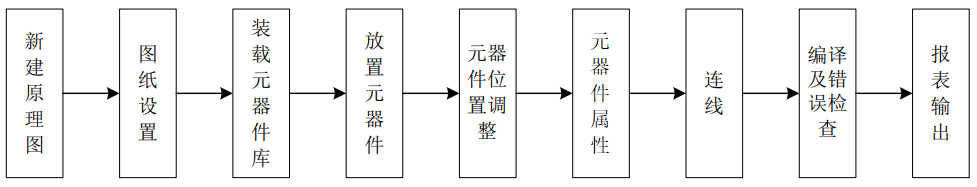 新建原理图
图纸设置
装载元器件库
放置元器件
元器件位置调整
元器件属性
连线
编译及错误检查
报表输出